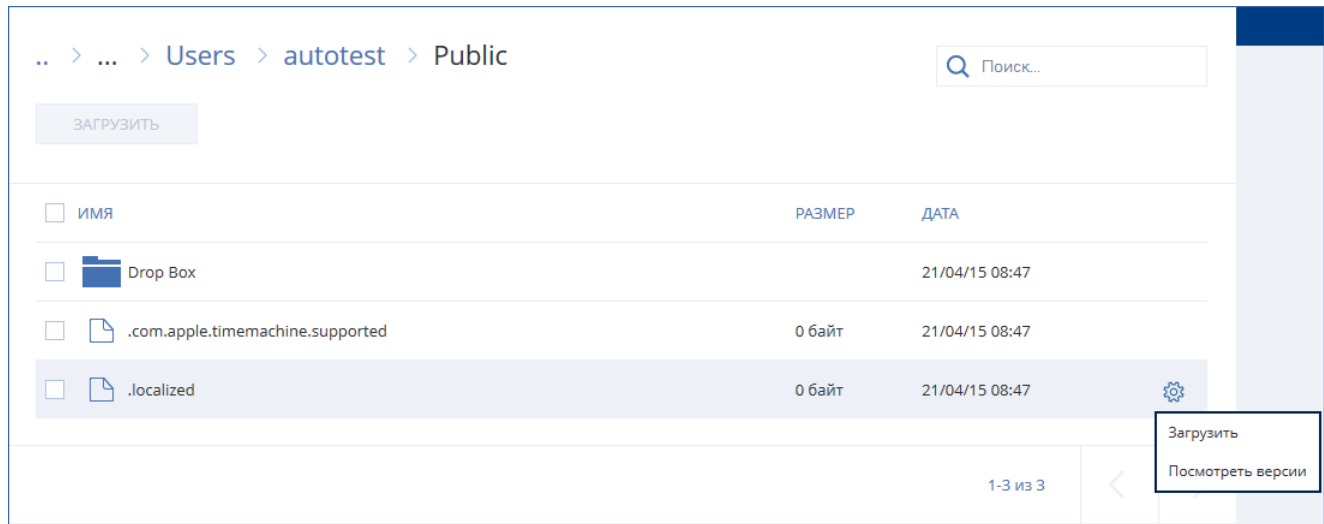 .. > ... > Users > autotest > Public
Поиск...
ЗАГРУЗИТЬ
ИМЯ РАЗМЕР ДАТА
Drop Box 21/04/15 08:47
.com.apple.timemachine.supported 0 байт 21/04/15 08:47
.localized 0 байт 21/04/15 08:47
Загрузить
Посмотреть версии
1-3 из 3